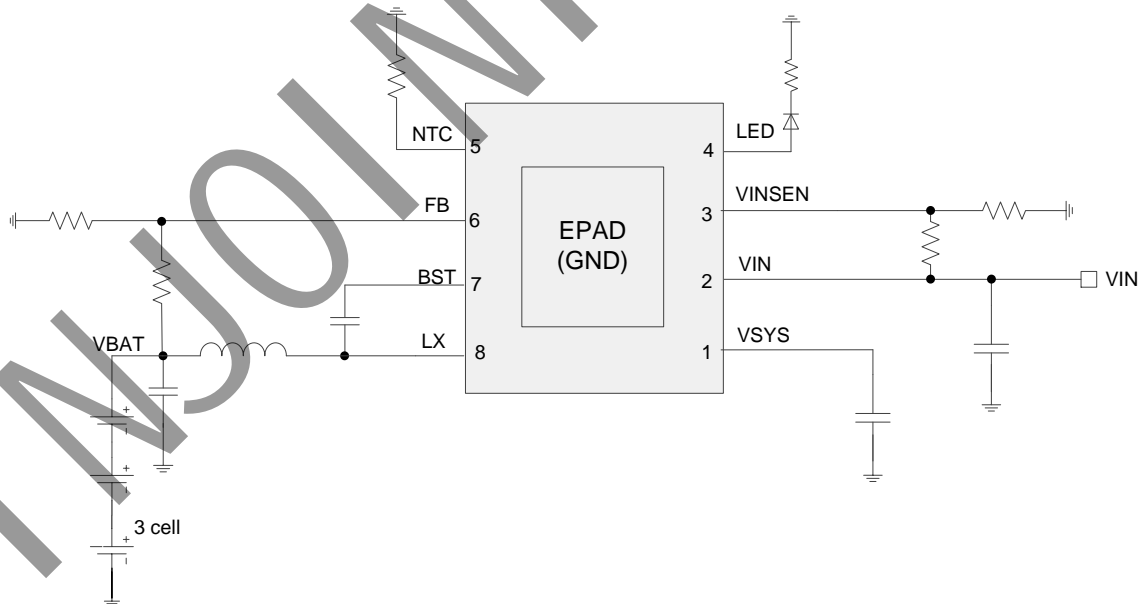 NTC
5
LED
4
FB
6
VINSEN
3
EPAD
(GND)
BST
7
VIN
2
VIN
VBAT
LX
8
VSYS
1
+
-
+
-
3 cell
+
-
INJOIN